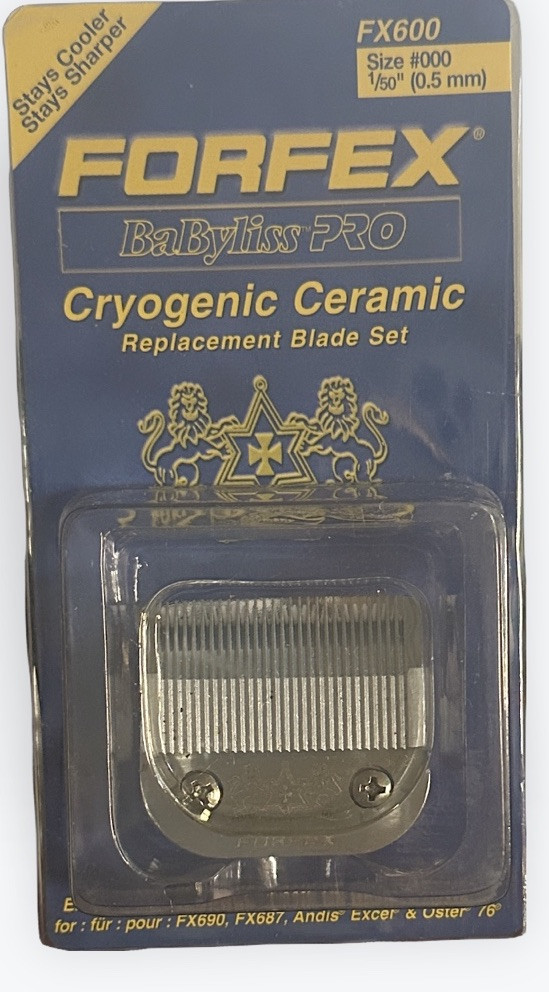 Stays Cooler
Stays Sharper
FX600
Size #000
1/50" (0.5 mm)
FORFEX®
BaByliss™ PRO
Cryogenic Ceramic
Replacement Blade Set
FORFEX
for : für : pour : FX690, FX687, Andis® Excel® & Oster® 76®